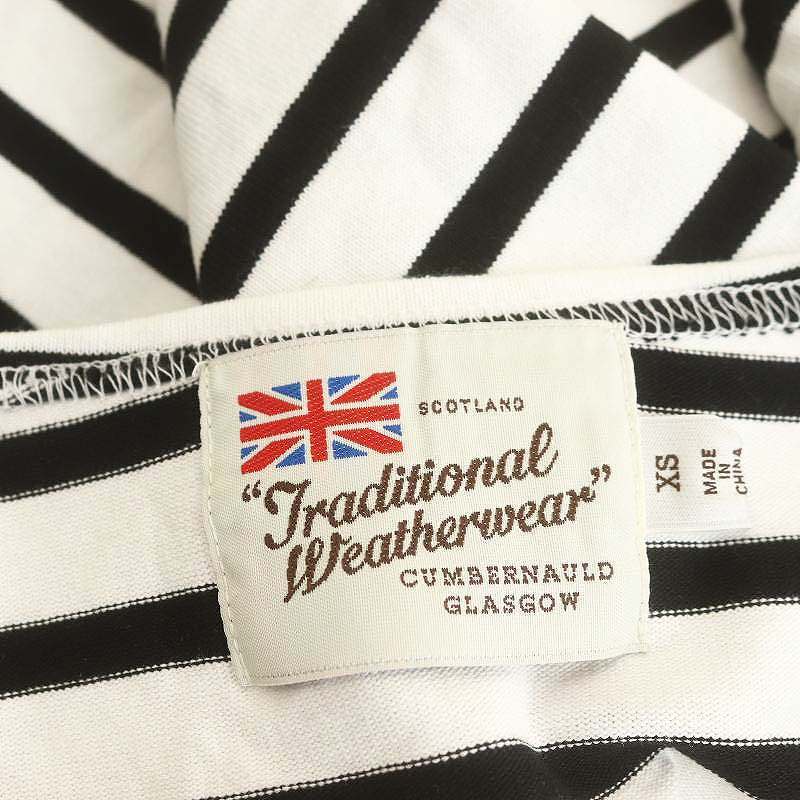 SCOTLAND
"Traditional
Weatherwear"
CUMBERNAULD
GLASGOW
XS
MADE
IN
CHINA